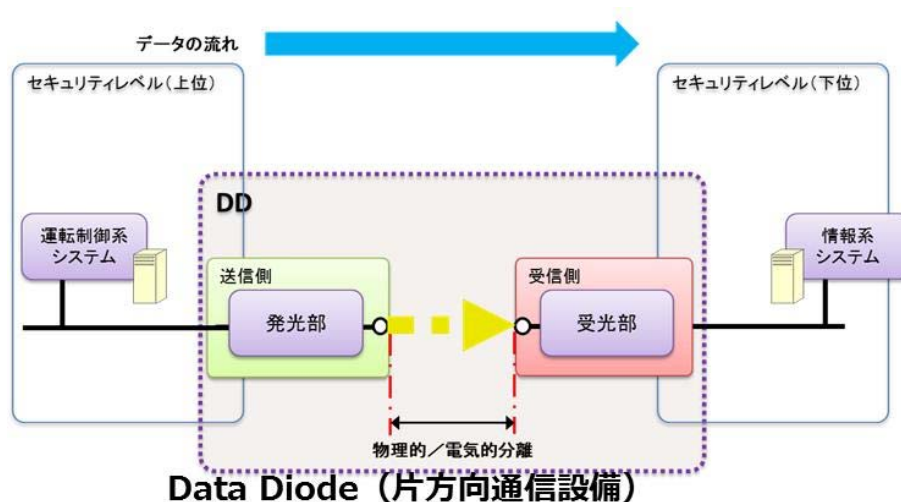 データの流れ
セキュリティレベル(上位)
セキュリティレベル(下位)
DD
運転制御系
システム
情報系
システム
送信側
受信側
発光部
受光部
物理的／電気的分離
Data Diode（片方向通信設備）